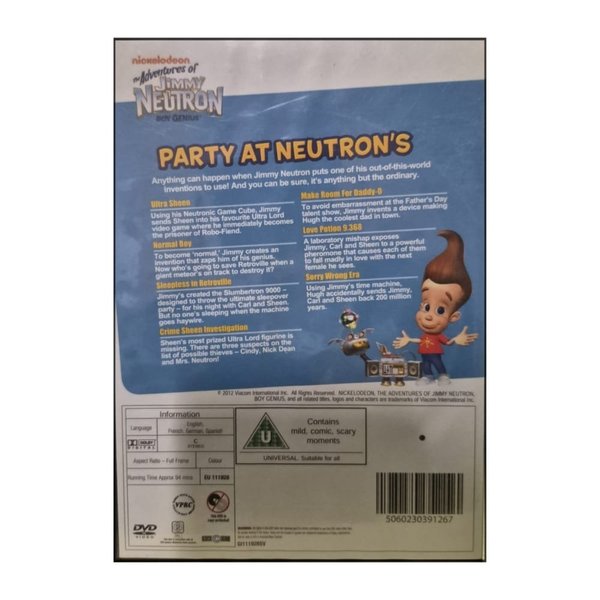 nickelodeon
The Adventures of
JIMMY
NEUTRON
BOY GENIUS
PARTY AT NEUTRON'S
Anything can happen when Jimmy Neutron puts one of his out-of-this-world
inventions to use! And you can be sure, it's anything but the ordinary.
Ultra Sheen
Using his Neutronic Game Cube, Jimmy
sends Sheen into his favourite Ultra Lord
video game where he immediately becomes
the prisoner of Robo-Fiend.
Normal Boy
To become 'normal,' Jimmy creates an
invention that zaps him of his genius.
Now who's going to save Retroville when a
giant meteor's on track to destroy it?
Sleepless in Retroville
Jimmy's created the Slumbertron 9000 –
designed to throw the ultimate sleepover
party – for his night with Carl and Sheen.
But no one's sleeping when the machine
goes haywire.
Crime Sheen Investigation
Sheen's most prized Ultra Lord figurine is
missing. There are three suspects on the
list of possible thieves – Cindy, Nick Dean
and Mrs. Neutron!
Make Room For Daddy-O
To avoid embarrassment at the Father's Day
talent show, Jimmy invents a device making
Hugh the coolest dad in town.
Love Potion 9.368
A laboratory mishap exposes
Jimmy, Carl and Sheen to a powerful
pheromone that causes each of them
to fall madly in love with the next
female he sees.
Sorry Wrong Era
Using Jimmy's time machine,
Hugh accidentally sends Jimmy,
Carl and Sheen back 200 million
years.
© 2012 Viacom International Inc. All Rights Reserved. NICKELODEON, THE ADVENTURES OF JIMMY NEUTRON,
BOY GENIUS, and all related titles, logos and characters are trademarks of Viacom International Inc.
Information
Language
English,
French, German, Spanish
DOLBY
DIGITAL
C
STEREO
Aspect Ratio – Full Frame
Colour
Running Time Approx 94 mins
EU 111928
U
Contains
mild, comic, scary
moments
UNIVERSAL Suitable for all
VPRC
DVD
VIDEO
5060230391267